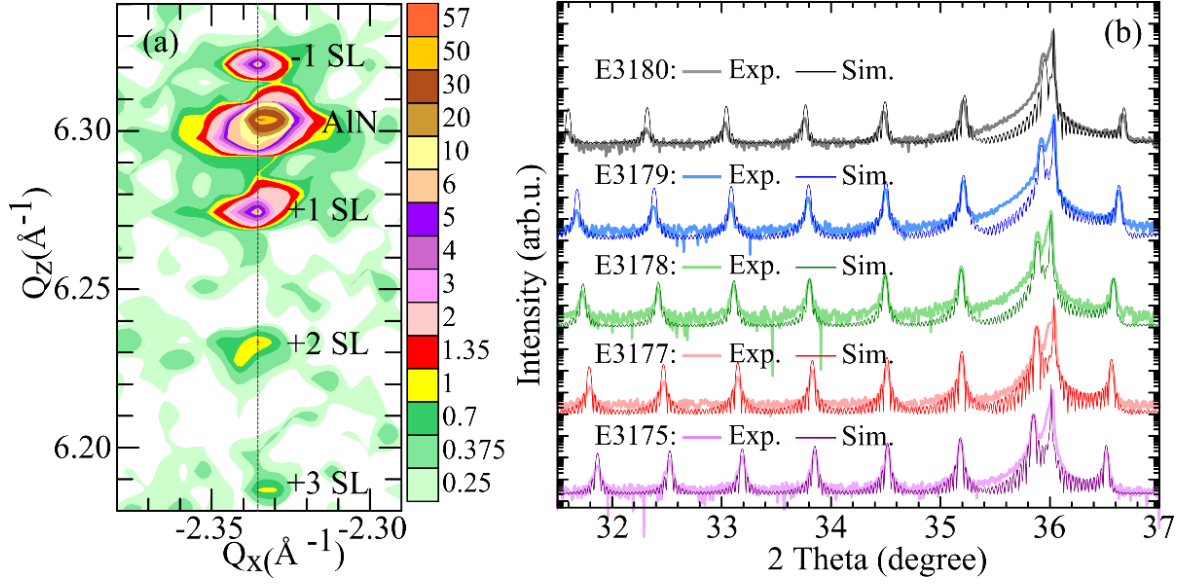 (a)
-1 SL
AlN
+1 SL
+2 SL
+3 SL
6.30
6.25
6.20
Qz(Å -1)
-2.35
-2.30
Qx(Å -1)
57
50
30
20
10
6
5
4
3
2
1.35
1
0.7
0.375
0.25
(b)
E3180: Exp. Sim.
E3179: Exp. Sim.
E3178: Exp. Sim.
E3177: Exp. Sim.
E3175: Exp. Sim.
Intensity (arb.u.)
32 33 34 35 36 37
2 Theta (degree)